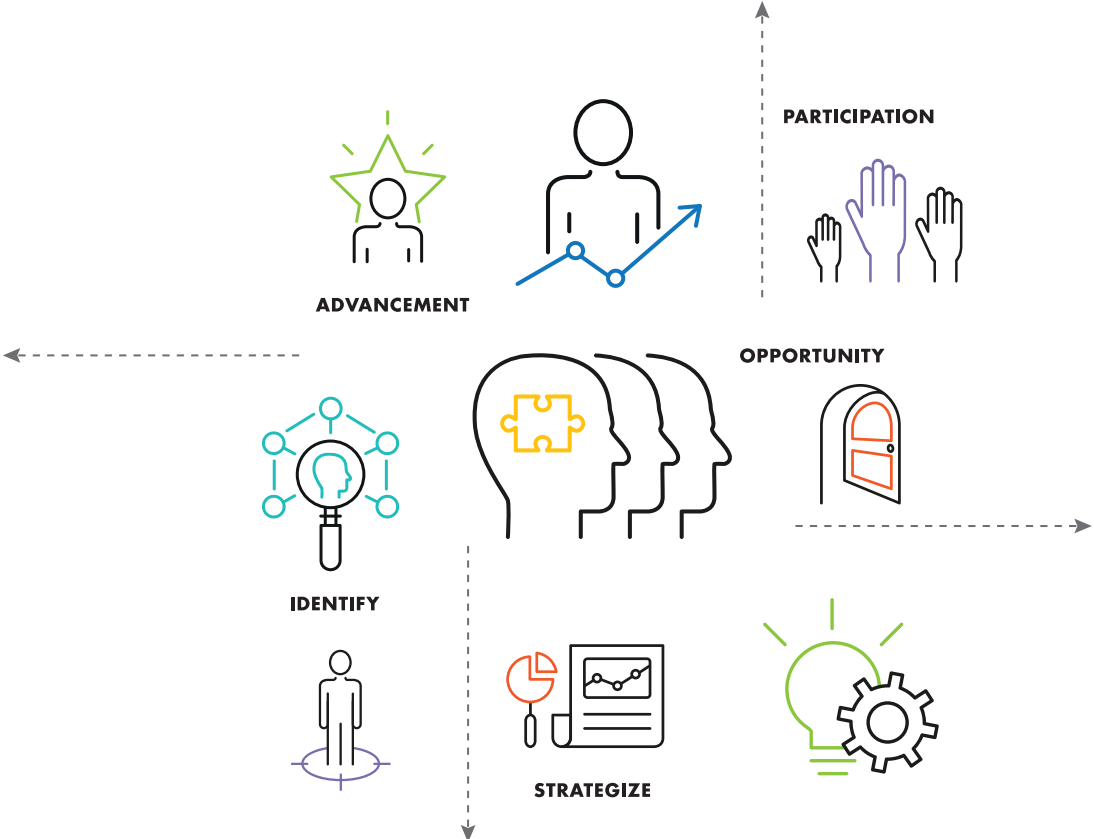 PARTICIPATION
ADVANCEMENT
OPPORTUNITY
IDENTIFY
STRATEGIZE